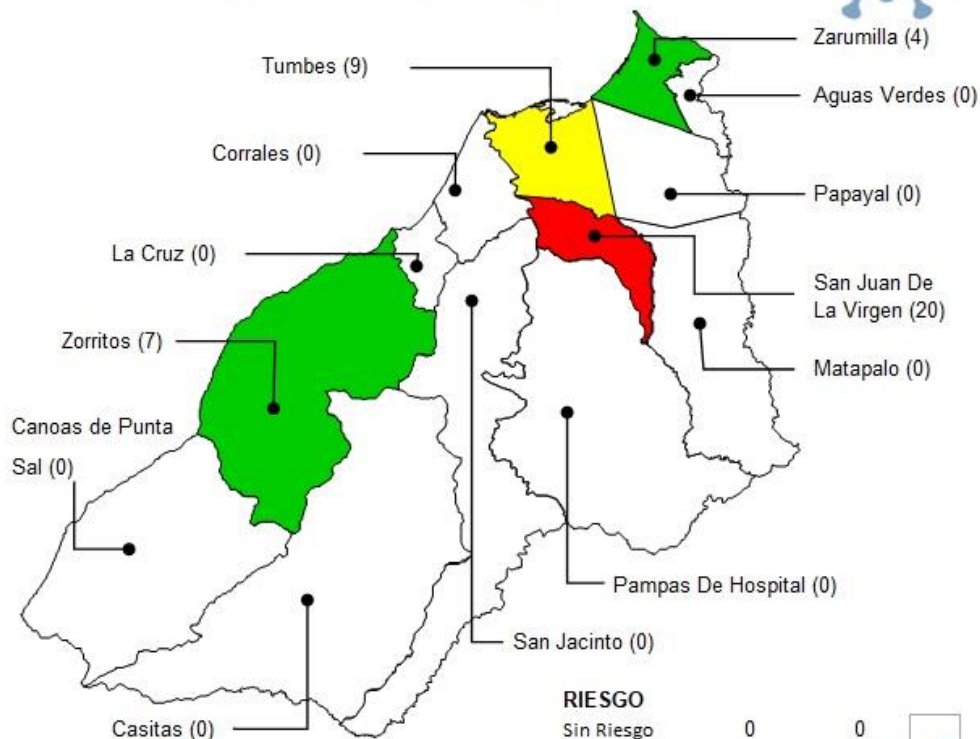 Zarumilla (4)
Tumbes (9)
Aguas Verdes (0)
Corrales (0)
Papayal (0)
La Cruz (0)
San Juan De
La Virgen (20)
Zorritos (7)
Matapalo (0)
Canoas de Punta
Sal (0)
Pampas De Hospital (0)
San Jacinto (0)
Casitas (0)
RIESGO
Sin Riesgo 0 0